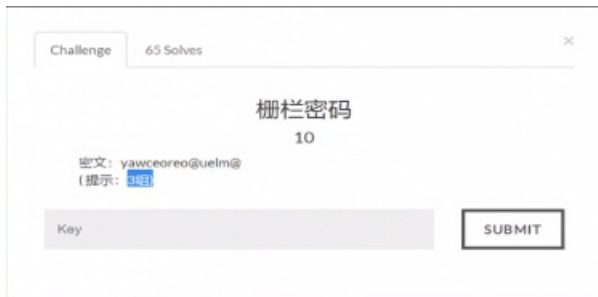 Challenge 65 Solves ×
栅栏密码
10
密文：yawceoreo@uelm@
(提示：3组)
Key SUBMIT